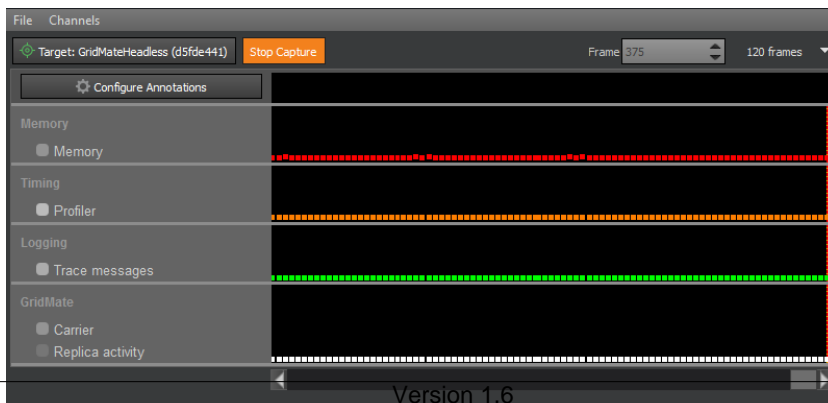 File Channels
Target: GridMateHeadless (d5fde441) Stop Capture Frame 375 120 frames
Configure Annotations
Memory
Memory
Timing
Profiler
Logging
Trace messages
GridMate
Carrier
Replica activity
Version 1.6